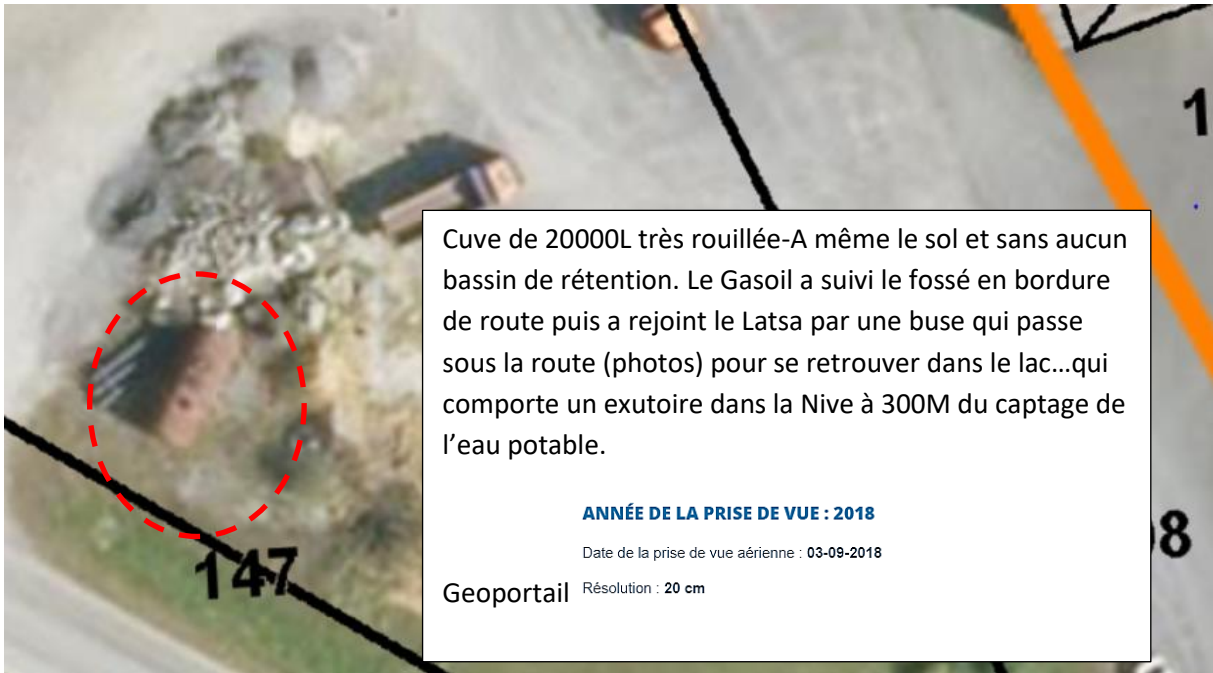 1
Cuve de 20000L très rouillée-A même le sol et sans aucun
bassin de rétention. Le Gasoil a suivi le fossé en bordure
de route puis a rejoint le Latsa par une buse qui passe
sous la route (photos) pour se retrouver dans le lac…qui
comporte un exutoire dans la Nive à 300M du captage de
l’eau potable.
ANNÉE DE LA PRISE DE VUE : 2018
Date de la prise de vue aérienne : 03-09-2018
Geoportail Résolution : 20 cm
8
147